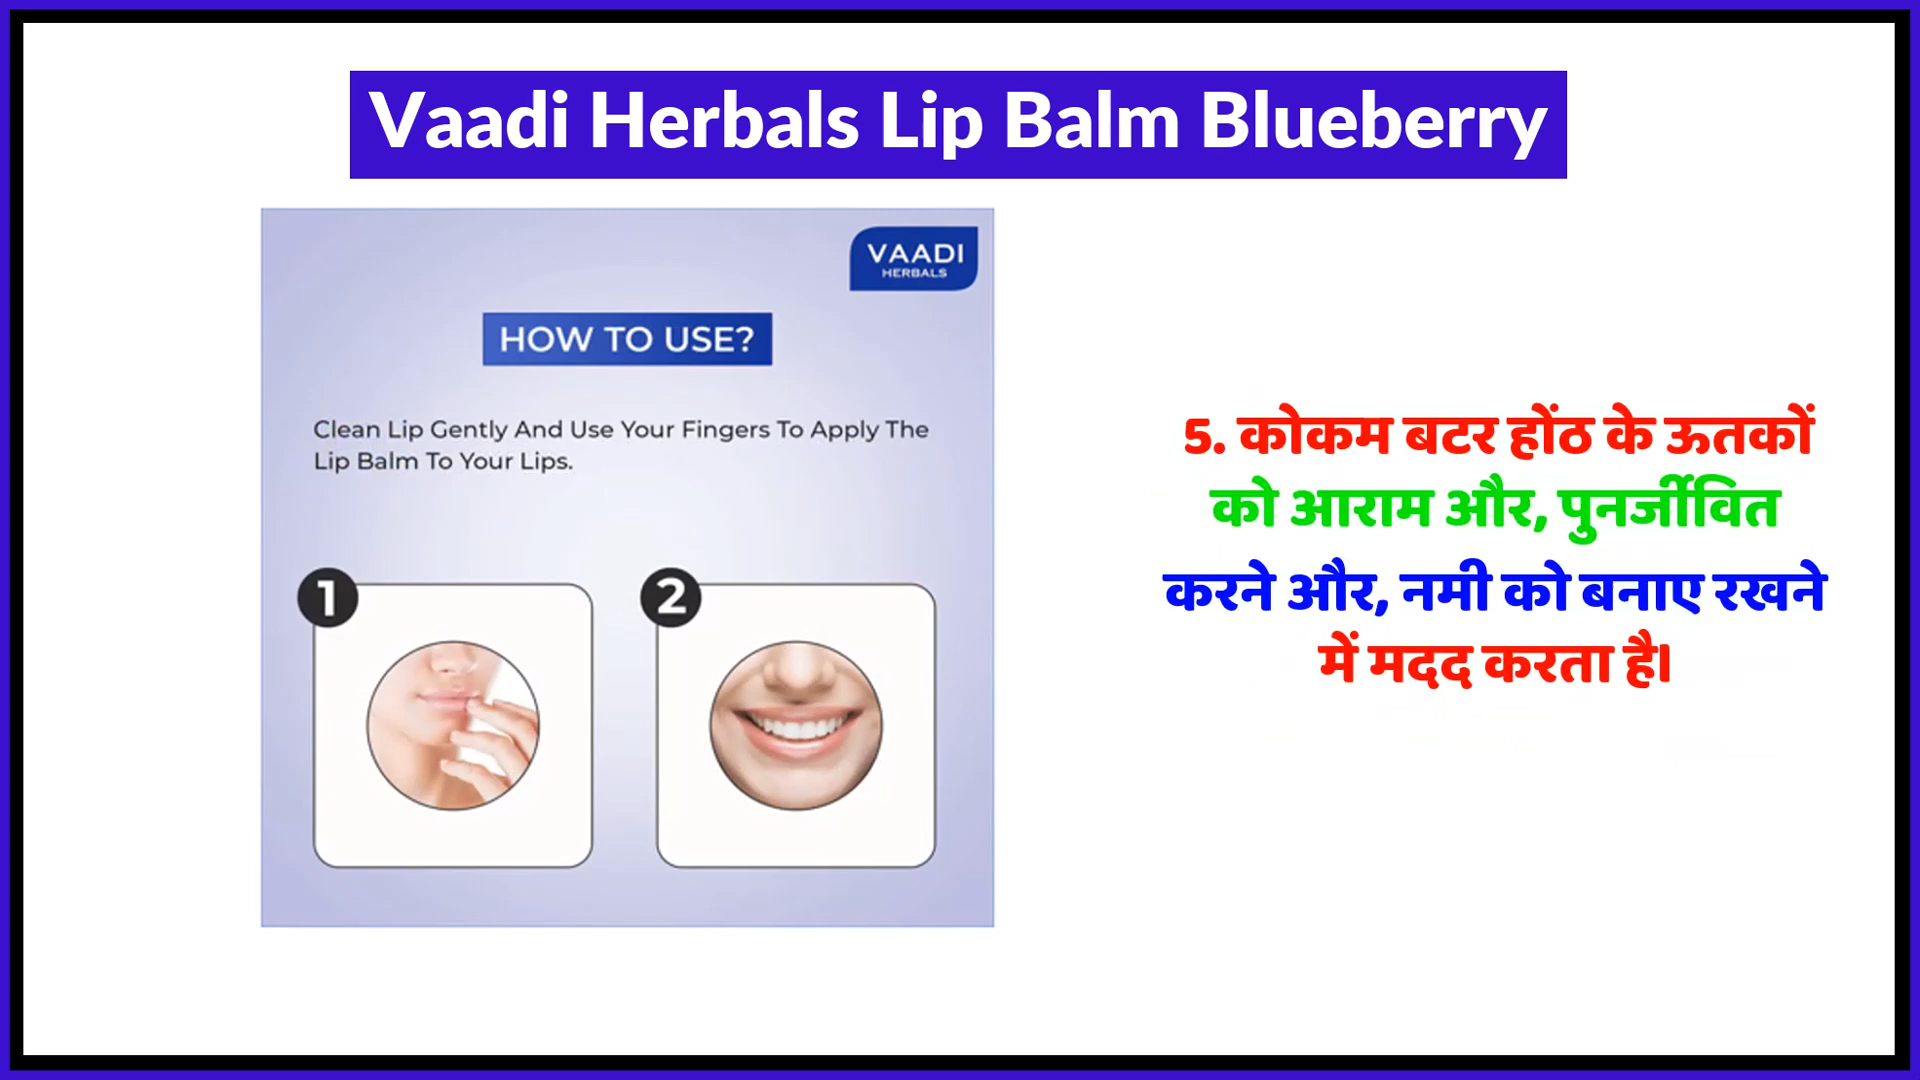 Vaadi Herbals Lip Balm Blueberry
VAADI
HERBALS
HOW TO USE?
Clean Lip Gently And Use Your Fingers To Apply The
Lip Balm To Your Lips.
1
2
5. कोकम बटर होंठ के ऊतकों
को आराम और, पुनर्जीवित
करने और, नमी को बनाए रखने
में मदद करता है।